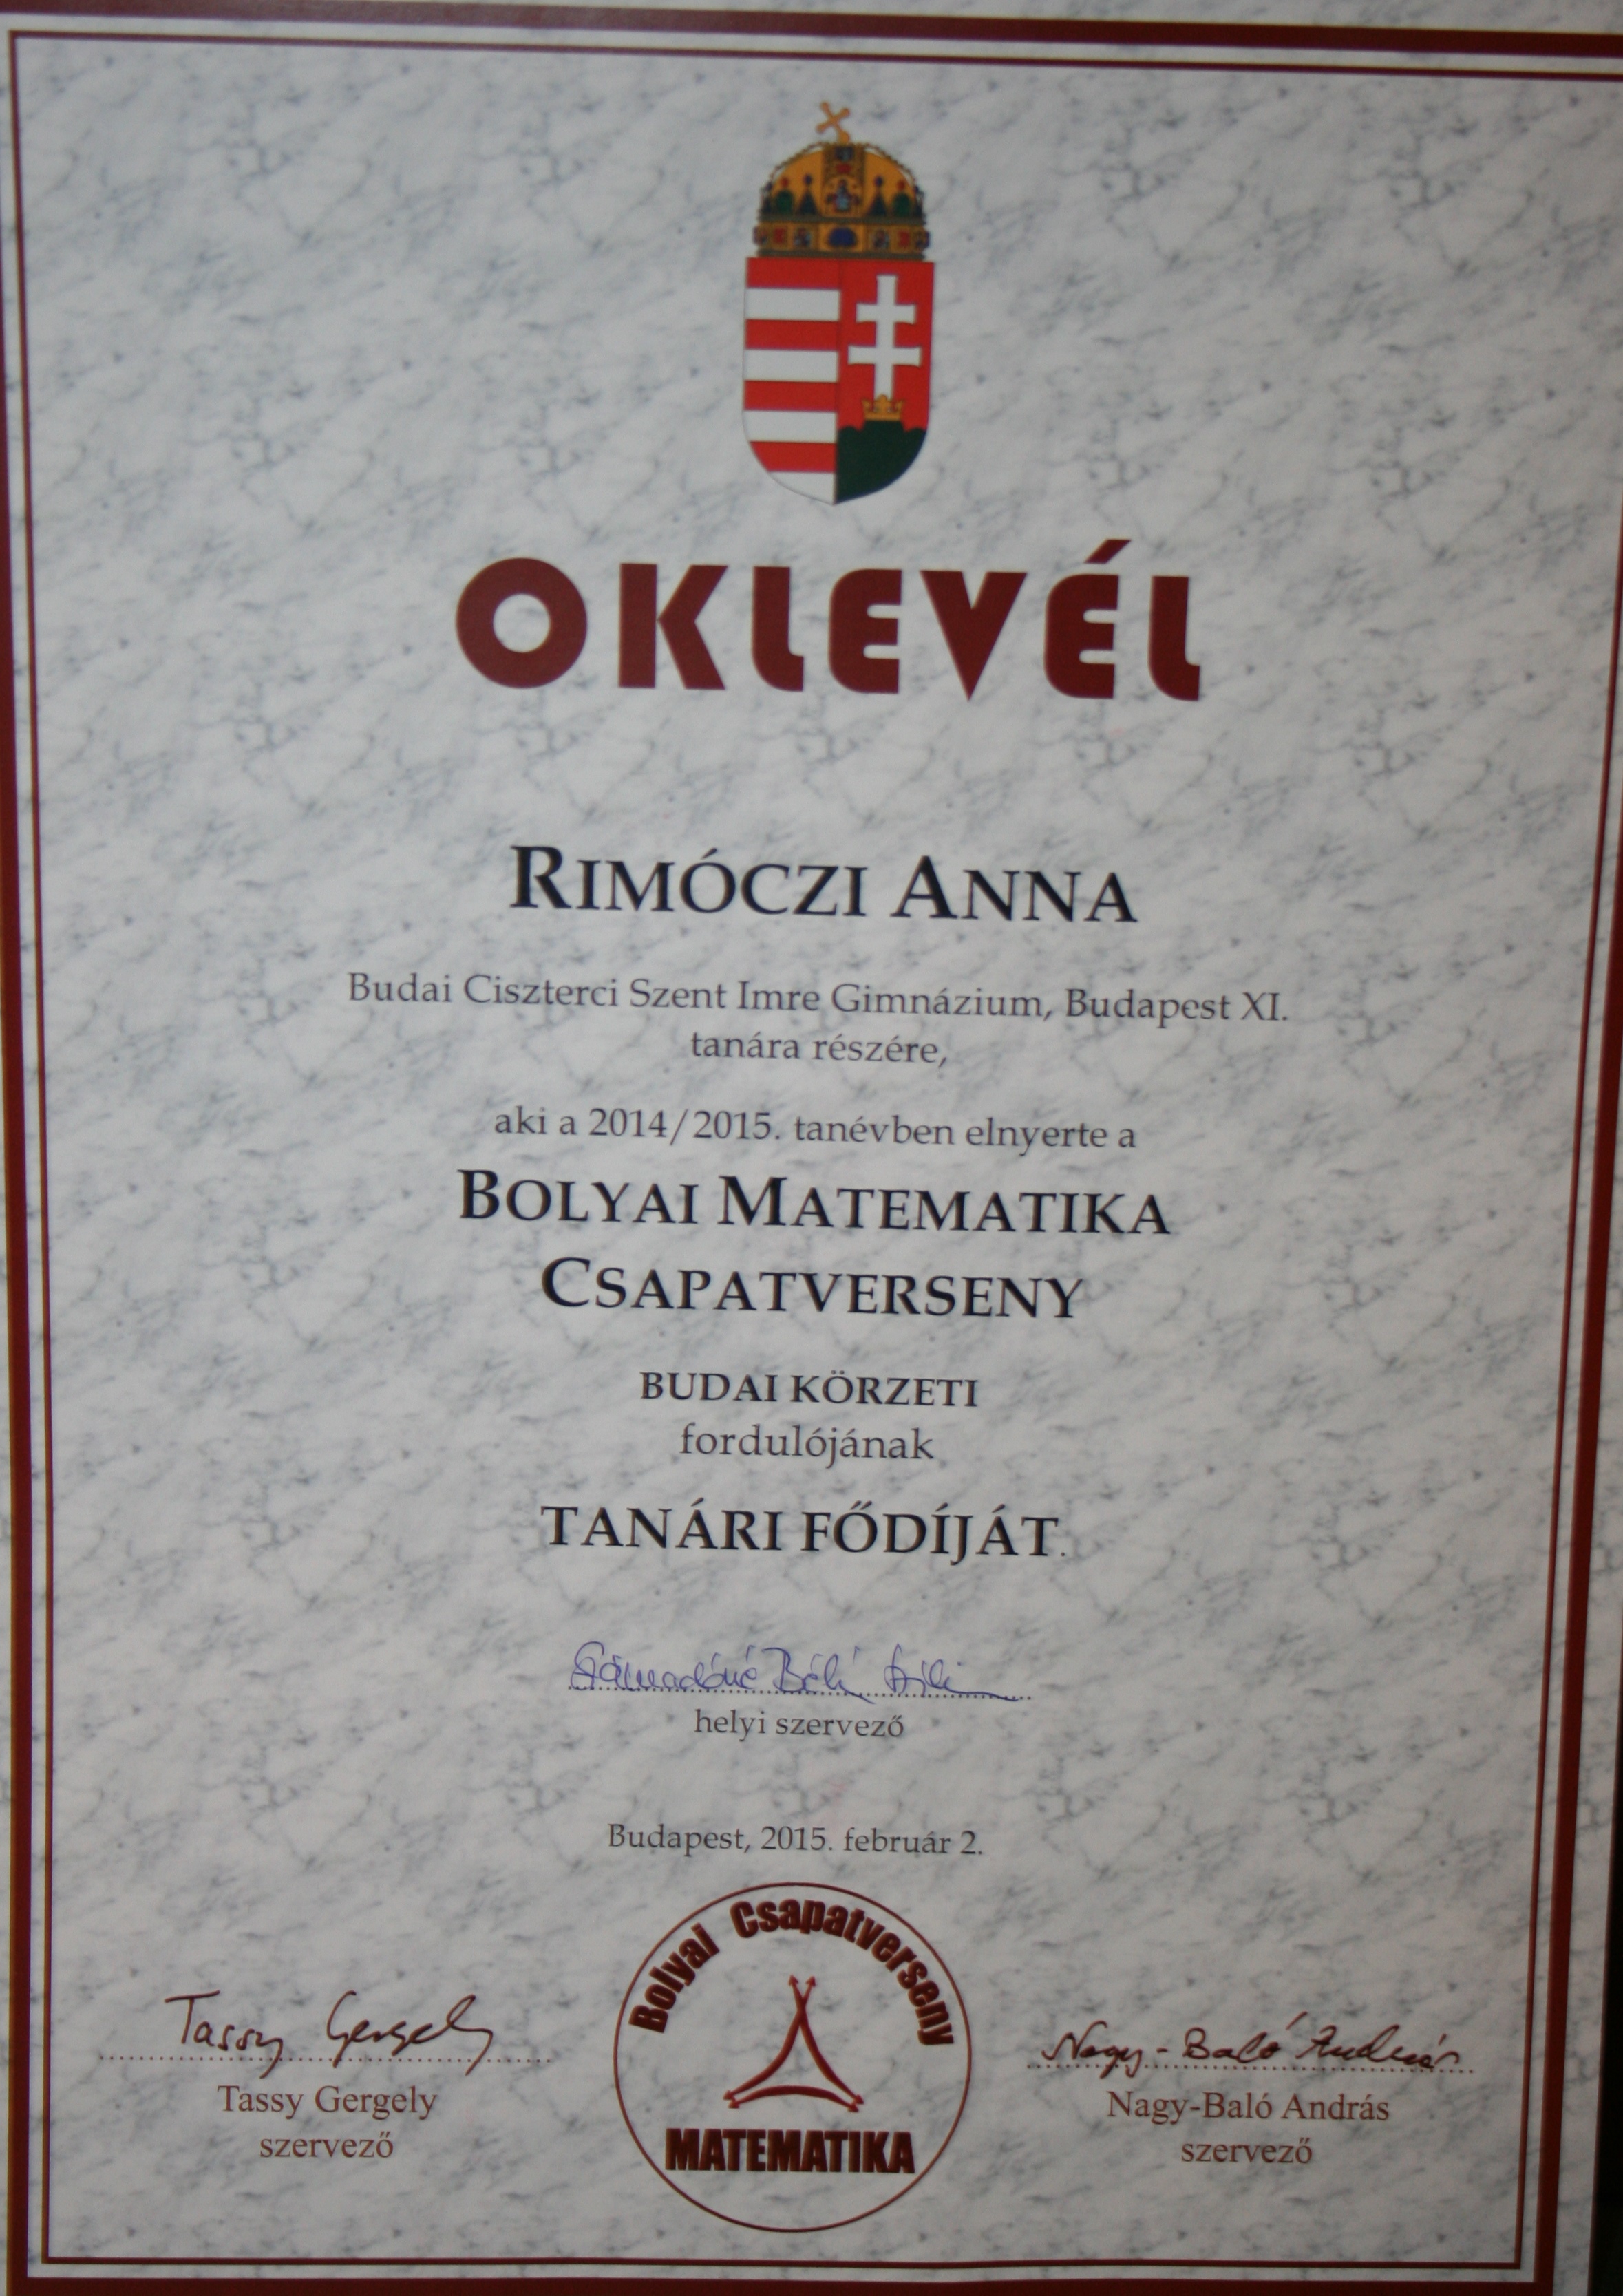 OKLEVÉL
RIMÓCZI ANNA
Budai Ciszterci Szent Imre Gimnázium, Budapest XI.
tanára részére,
aki a 2014/2015. tanévben elnyerte a
BOLYAI MATEMATIKA
CSAPATVERSENY
BUDAI KÖRZETI
fordulójának
TANÁRI FŐDÍJÁT.
helyi szervező
Budapest, 2015. február 2.
Bolyai Csapatverseny
MATEMATIKA
Tassy Gergely
Tassy Gergely
szervező
Nagy-Baló András
Nagy-Baló András
szervező